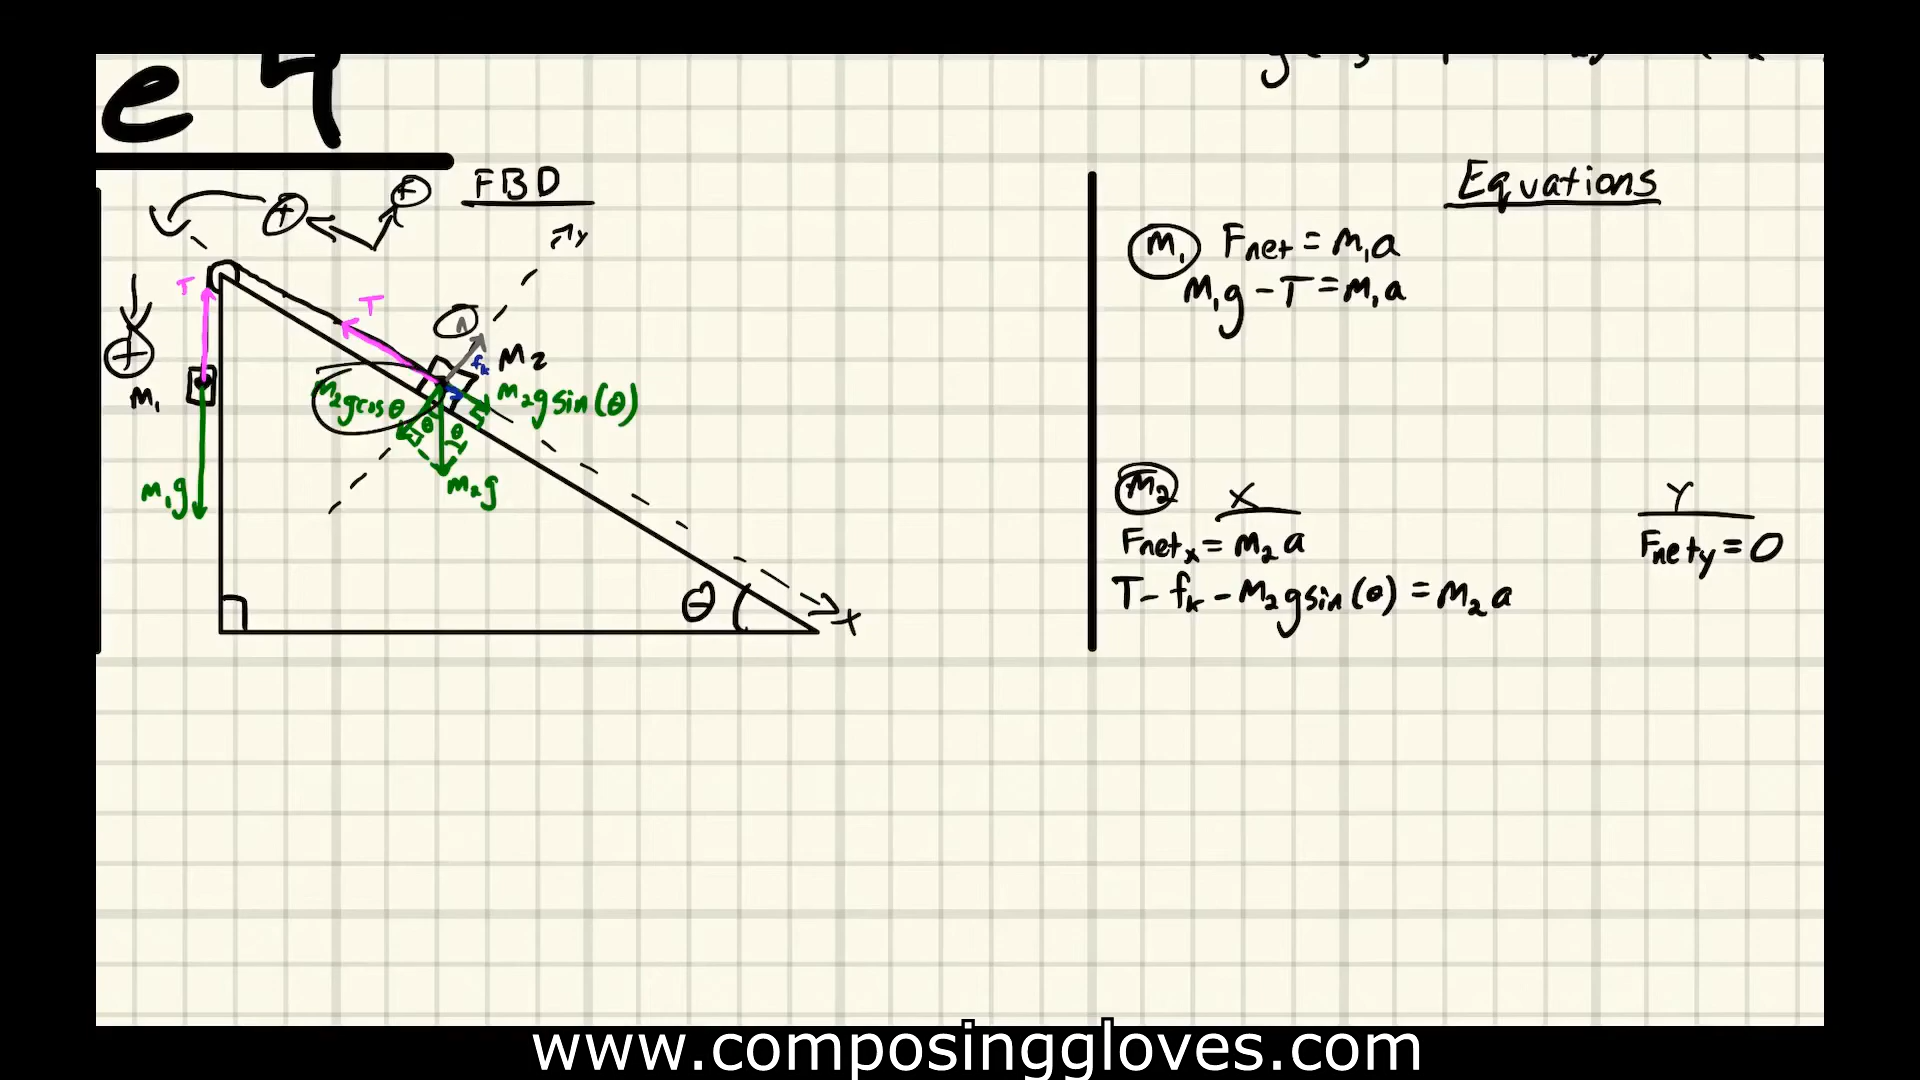 e 4
FBD
+
+
y
T
T
n
fk
M2
+
M1
M2gcosθ
M2gsin(θ)
θ
θ
M1g
M2g
θ
x
Equations
M1 Fnet = M1a
M1g - T = M1a
M2 X
Y
Fnetx = M2a
Fnety = 0
T - fk - M2gsin(θ) = M2a
www.composinggloves.com